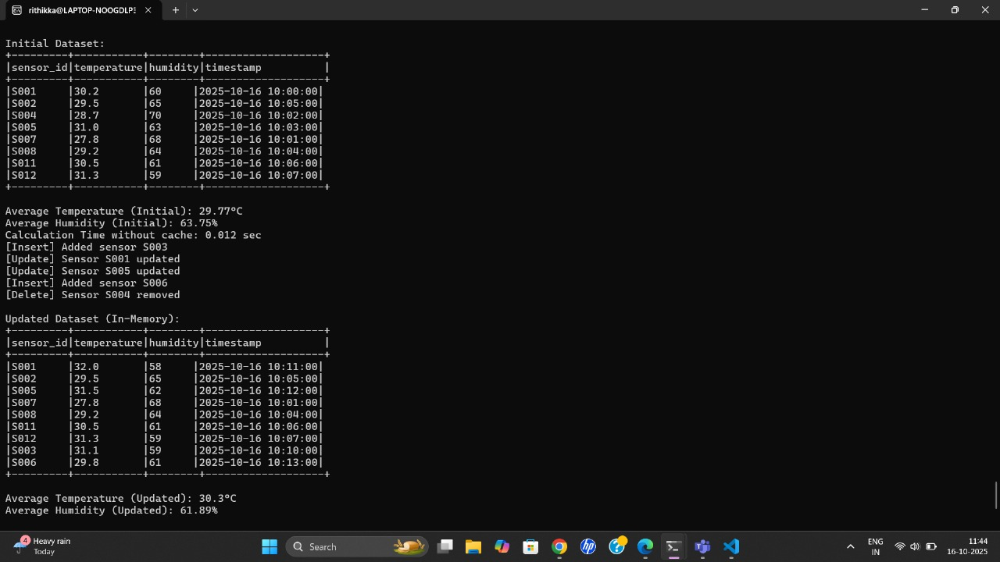 rithikka@LAPTOP-NOOGDLP3
Initial Dataset:
+---------+-----------+--------+-------------------+
|sensor_id|temperature|humidity|timestamp          |
+---------+-----------+--------+-------------------+
|S001     |30.2       |60      |2025-10-16 10:00:00|
|S002     |29.5       |65      |2025-10-16 10:05:00|
|S004     |28.7       |70      |2025-10-16 10:02:00|
|S005     |31.0       |63      |2025-10-16 10:03:00|
|S007     |27.8       |68      |2025-10-16 10:01:00|
|S008     |29.2       |64      |2025-10-16 10:04:00|
|S011     |30.5       |61      |2025-10-16 10:06:00|
|S012     |31.3       |59      |2025-10-16 10:07:00|
+---------+-----------+--------+-------------------+
Average Temperature (Initial): 29.77°C
Average Humidity (Initial): 63.75%
Calculation Time without cache: 0.012 sec
[Insert] Added sensor S003
[Update] Sensor S001 updated
[Update] Sensor S005 updated
[Insert] Added sensor S006
[Delete] Sensor S004 removed
Updated Dataset (In-Memory):
+---------+-----------+--------+-------------------+
|sensor_id|temperature|humidity|timestamp          |
+---------+-----------+--------+-------------------+
|S001     |32.0       |58      |2025-10-16 10:11:00|
|S002     |29.5       |65      |2025-10-16 10:05:00|
|S005     |31.5       |62      |2025-10-16 10:12:00|
|S007     |27.8       |68      |2025-10-16 10:01:00|
|S008     |29.2       |64      |2025-10-16 10:04:00|
|S011     |30.5       |61      |2025-10-16 10:06:00|
|S012     |31.3       |59      |2025-10-16 10:07:00|
|S003     |31.1       |59      |2025-10-16 10:10:00|
|S006     |29.8       |61      |2025-10-16 10:13:00|
+---------+-----------+--------+-------------------+
Average Temperature (Updated): 30.3°C
Average Humidity (Updated): 61.89%
4
Heavy rain
Today
Search
hp
ENG
IN
11:44
16-10-2025